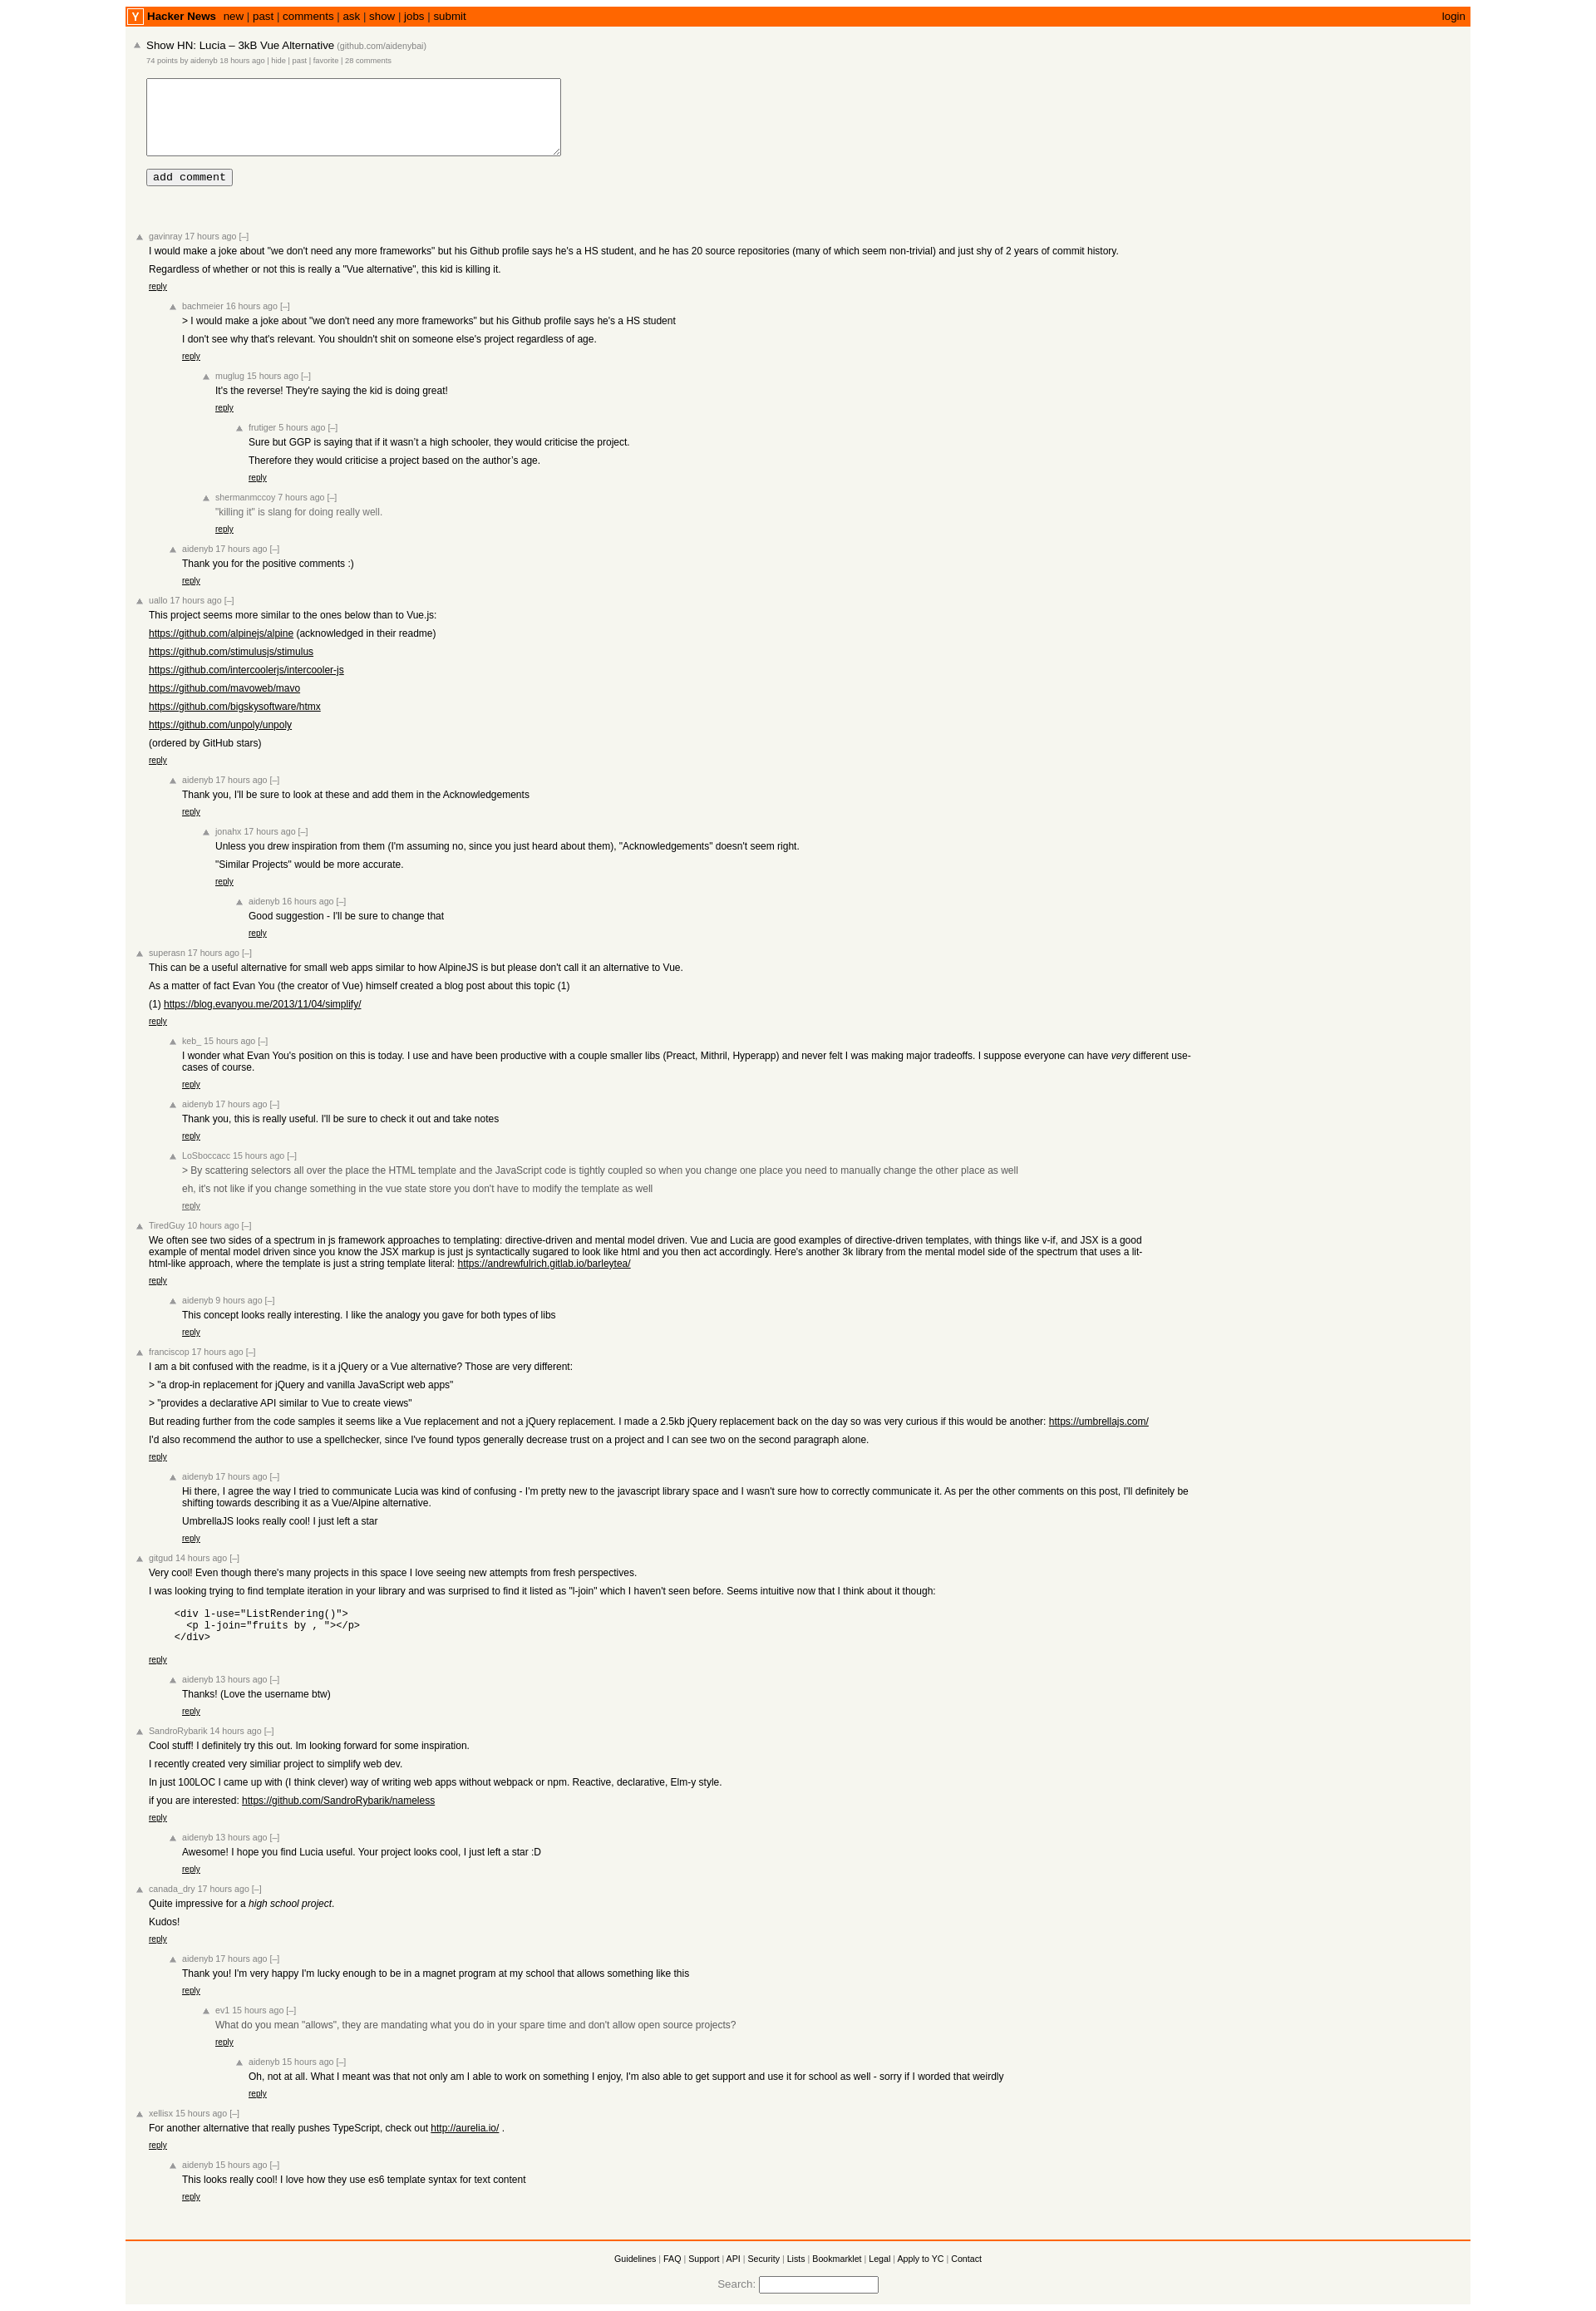 Y Hacker News new | past | comments | ask | show | jobs | submit login
Show HN: Lucia – 3kB Vue Alternative (github.com/aidenybai)
74 points by aidenyb 18 hours ago | hide | past | favorite | 28 comments
add comment
gavinray 17 hours ago [–]
I would make a joke about "we don't need any more frameworks" but his Github profile says he's a HS student, and he has 20 source repositories (many of which seem non-trivial) and just shy of 2 years of commit history.
Regardless of whether or not this is really a "Vue alternative", this kid is killing it.
reply
bachmeier 16 hours ago [–]
> I would make a joke about "we don't need any more frameworks" but his Github profile says he's a HS student
I don't see why that's relevant. You shouldn't shit on someone else's project regardless of age.
reply
muglug 15 hours ago [–]
It's the reverse! They're saying the kid is doing great!
reply
frutiger 5 hours ago [–]
Sure but GGP is saying that if it wasn’t a high schooler, they would criticise the project.
Therefore they would criticise a project based on the author’s age.
reply
shermanmccoy 7 hours ago [–]
"killing it" is slang for doing really well.
reply
aidenyb 17 hours ago [–]
Thank you for the positive comments :)
reply
uallo 17 hours ago [–]
This project seems more similar to the ones below than to Vue.js:
https://github.com/alpinejs/alpine (acknowledged in their readme)
https://github.com/stimulusjs/stimulus
https://github.com/intercoolerjs/intercooler-js
https://github.com/mavoweb/mavo
https://github.com/bigskysoftware/htmx
https://github.com/unpoly/unpoly
(ordered by GitHub stars)
reply
aidenyb 17 hours ago [–]
Thank you, I'll be sure to look at these and add them in the Acknowledgements
reply
jonahx 17 hours ago [–]
Unless you drew inspiration from them (I'm assuming no, since you just heard about them), "Acknowledgements" doesn't seem right.
"Similar Projects" would be more accurate.
reply
aidenyb 16 hours ago [–]
Good suggestion - I'll be sure to change that
reply
superasn 17 hours ago [–]
This can be a useful alternative for small web apps similar to how AlpineJS is but please don't call it an alternative to Vue.
As a matter of fact Evan You (the creator of Vue) himself created a blog post about this topic (1)
(1) https://blog.evanyou.me/2013/11/04/simplify/
reply
keb_ 15 hours ago [–]
I wonder what Evan You's position on this is today. I use and have been productive with a couple smaller libs (Preact, Mithril, Hyperapp) and never felt I was making major tradeoffs. I suppose everyone can have very different use-
cases of course.
reply
aidenyb 17 hours ago [–]
Thank you, this is really useful. I'll be sure to check it out and take notes
reply
LoSboccacc 15 hours ago [–]
> By scattering selectors all over the place the HTML template and the JavaScript code is tightly coupled so when you change one place you need to manually change the other place as well
eh, it's not like if you change something in the vue state store you don't have to modify the template as well
reply
TiredGuy 10 hours ago [–]
We often see two sides of a spectrum in js framework approaches to templating: directive-driven and mental model driven. Vue and Lucia are good examples of directive-driven templates, with things like v-if, and JSX is a good
example of mental model driven since you know the JSX markup is just js syntactically sugared to look like html and you then act accordingly. Here's another 3k library from the mental model side of the spectrum that uses a lit-
html-like approach, where the template is just a string template literal: https://andrewfulrich.gitlab.io/barleytea/
reply
aidenyb 9 hours ago [–]
This concept looks really interesting. I like the analogy you gave for both types of libs
reply
franciscop 17 hours ago [–]
I am a bit confused with the readme, is it a jQuery or a Vue alternative? Those are very different:
> "a drop-in replacement for jQuery and vanilla JavaScript web apps"
> "provides a declarative API similar to Vue to create views"
But reading further from the code samples it seems like a Vue replacement and not a jQuery replacement. I made a 2.5kb jQuery replacement back on the day so was very curious if this would be another: https://umbrellajs.com/
I'd also recommend the author to use a spellchecker, since I've found typos generally decrease trust on a project and I can see two on the second paragraph alone.
reply
aidenyb 17 hours ago [–]
Hi there, I agree the way I tried to communicate Lucia was kind of confusing - I'm pretty new to the javascript library space and I wasn't sure how to correctly communicate it. As per the other comments on this post, I'll definitely be
shifting towards describing it as a Vue/Alpine alternative.
UmbrellaJS looks really cool! I just left a star
reply
gitgud 14 hours ago [–]
Very cool! Even though there's many projects in this space I love seeing new attempts from fresh perspectives.
I was looking trying to find template iteration in your library and was surprised to find it listed as "l-join" which I haven't seen before. Seems intuitive now that I think about it though:
<div l-use="ListRendering()">
<p l-join="fruits by , "></p>
</div>
reply
aidenyb 13 hours ago [–]
Thanks! (Love the username btw)
reply
SandroRybarik 14 hours ago [–]
Cool stuff! I definitely try this out. Im looking forward for some inspiration.
I recently created very similiar project to simplify web dev.
In just 100LOC I came up with (I think clever) way of writing web apps without webpack or npm. Reactive, declarative, Elm-y style.
if you are interested: https://github.com/SandroRybarik/nameless
reply
aidenyb 13 hours ago [–]
Awesome! I hope you find Lucia useful. Your project looks cool, I just left a star :D
reply
canada_dry 17 hours ago [–]
Quite impressive for a high school project.
Kudos!
reply
aidenyb 17 hours ago [–]
Thank you! I'm very happy I'm lucky enough to be in a magnet program at my school that allows something like this
reply
ev1 15 hours ago [–]
What do you mean "allows", they are mandating what you do in your spare time and don't allow open source projects?
reply
aidenyb 15 hours ago [–]
Oh, not at all. What I meant was that not only am I able to work on something I enjoy, I'm also able to get support and use it for school as well - sorry if I worded that weirdly
reply
xellisx 15 hours ago [–]
For another alternative that really pushes TypeScript, check out http://aurelia.io/ .
reply
aidenyb 15 hours ago [–]
This looks really cool! I love how they use es6 template syntax for text content
reply
Guidelines | FAQ | Support | API | Security | Lists | Bookmarklet | Legal | Apply to YC | Contact
Search: